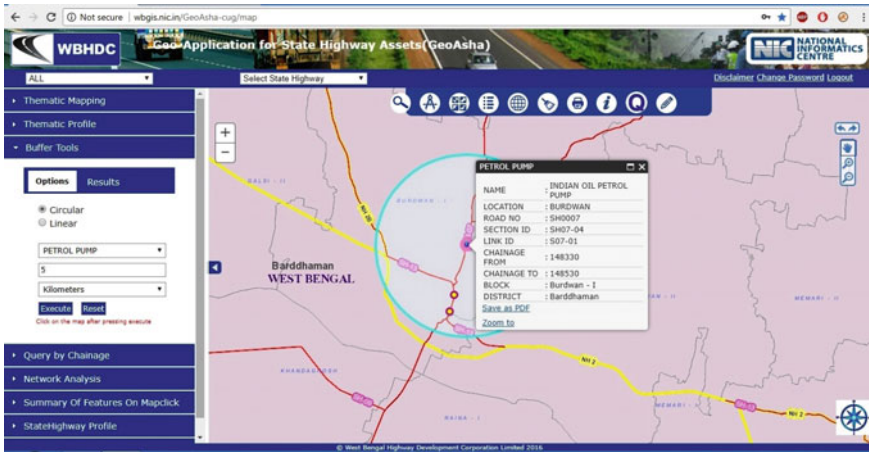 Not secure | wbgis.nic.in/GeoAsha-cug/map
WBHDC
Geo-Application for State Highway Assets(GeoAsha)
NIC NATIONAL
INFORMATICS
CENTRE
ALL
Select State Highway
Disclaimer Change Password Logout
Thematic Mapping
Thematic Profile
Buffer Tools
Options Results
Circular
Linear
PETROL PUMP
5
Kilometers
Execute Reset
Click on the map after pressing execute
Query by Chainage
Network Analysis
Summary Of Features On Mapclick
StateHighway Profile
+
-
GALSI - II
BURDWAN - I
Barddhaman
WEST BENGAL
KHANDAGHOSH
RAINA - I
MEMARI - I
MEMARI - II
NH 2
NH 2
PETROL PUMP
NAME : INDIAN OIL PETROL
PUMP
LOCATION : BURDWAN
ROAD NO : SH0007
SECTION ID : SH07-04
LINK ID : S07-01
CHAINAGE
FROM : 148330
CHAINAGE TO : 148530
BLOCK : Burdwan - I
DISTRICT : Barddhaman
Save as PDF
Zoom to
© West Bengal Highway Development Corporation Limited 2016